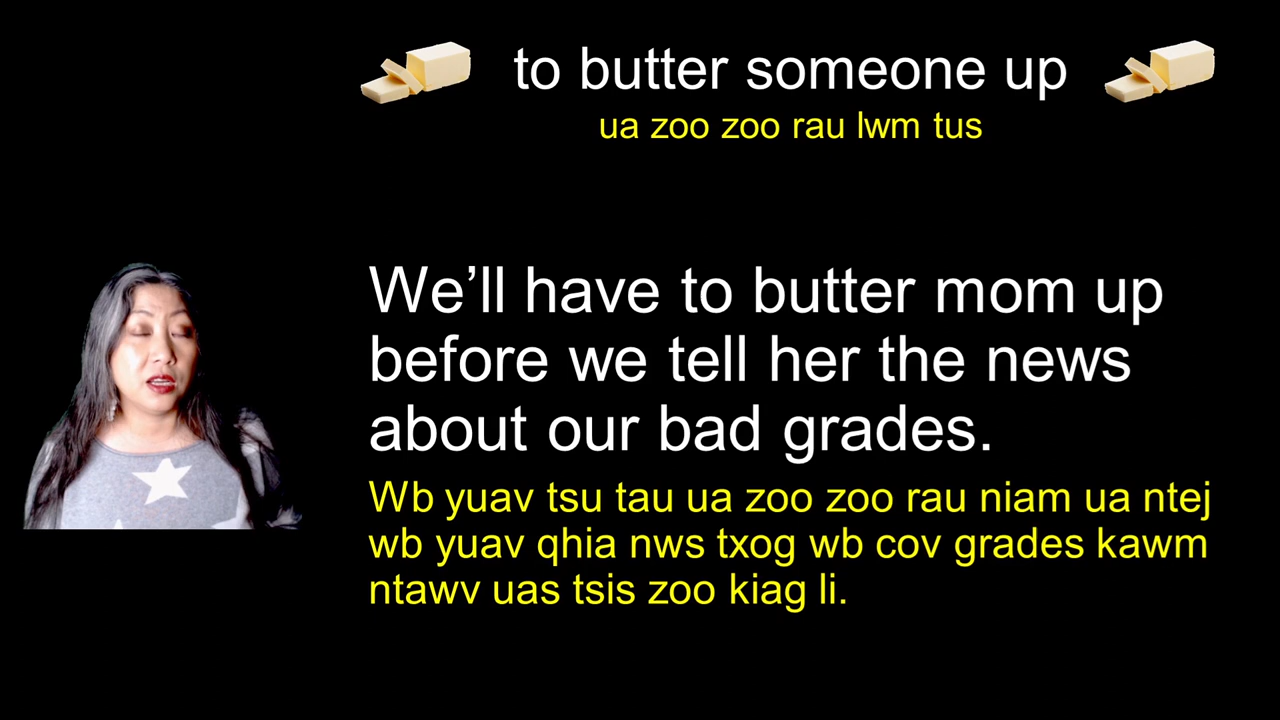 to butter someone up
ua zoo zoo rau lwm tus
We’ll have to butter mom up
before we tell her the news
about our bad grades.
Wb yuav tsu tau ua zoo zoo rau niam ua ntej
wb yuav qhia nws txog wb cov grades kawm
ntawv uas tsis zoo kiag li.